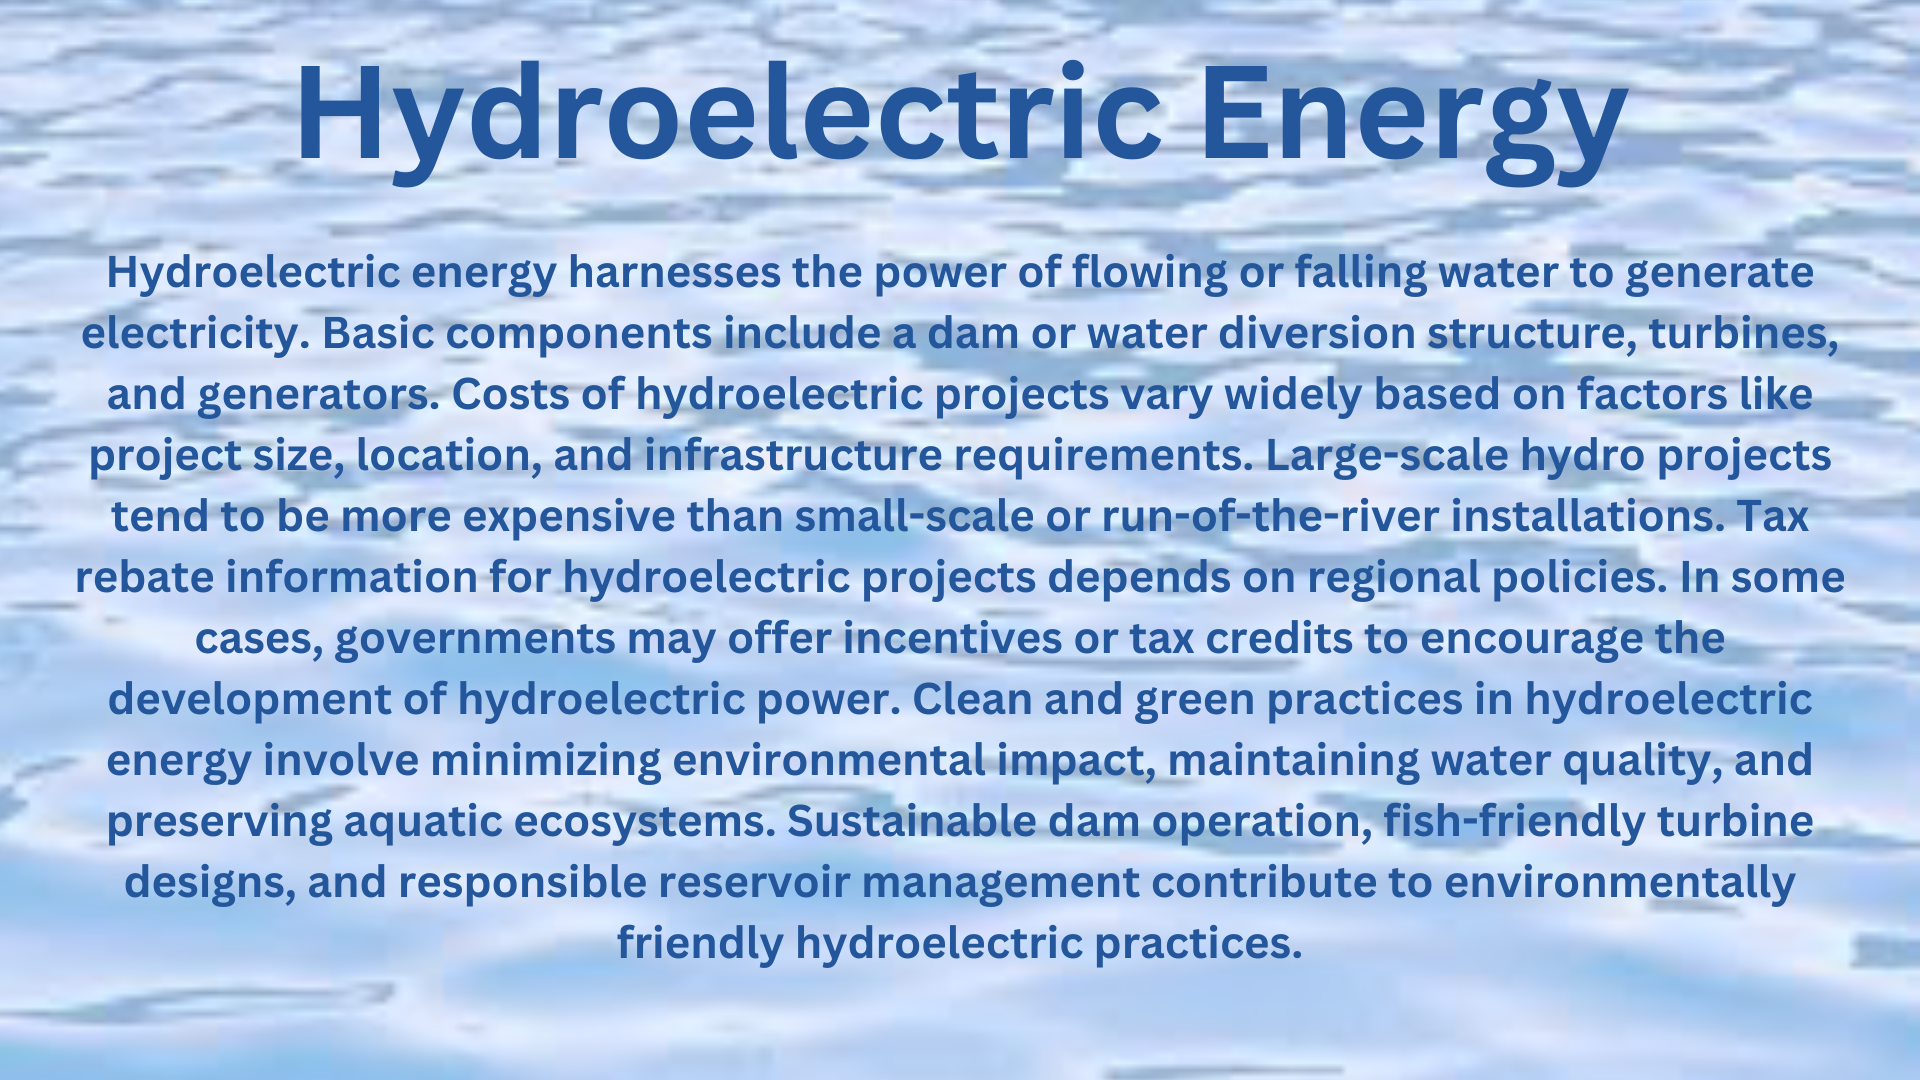 Hydroelectric Energy
Hydroelectric energy harnesses the power of flowing or falling water to generate
electricity. Basic components include a dam or water diversion structure, turbines,
and generators. Costs of hydroelectric projects vary widely based on factors like
project size, location, and infrastructure requirements. Large-scale hydro projects
tend to be more expensive than small-scale or run-of-the-river installations. Tax
rebate information for hydroelectric projects depends on regional policies. In some
cases, governments may offer incentives or tax credits to encourage the
development of hydroelectric power. Clean and green practices in hydroelectric
energy involve minimizing environmental impact, maintaining water quality, and
preserving aquatic ecosystems. Sustainable dam operation, fish-friendly turbine
designs, and responsible reservoir management contribute to environmentally
friendly hydroelectric practices.